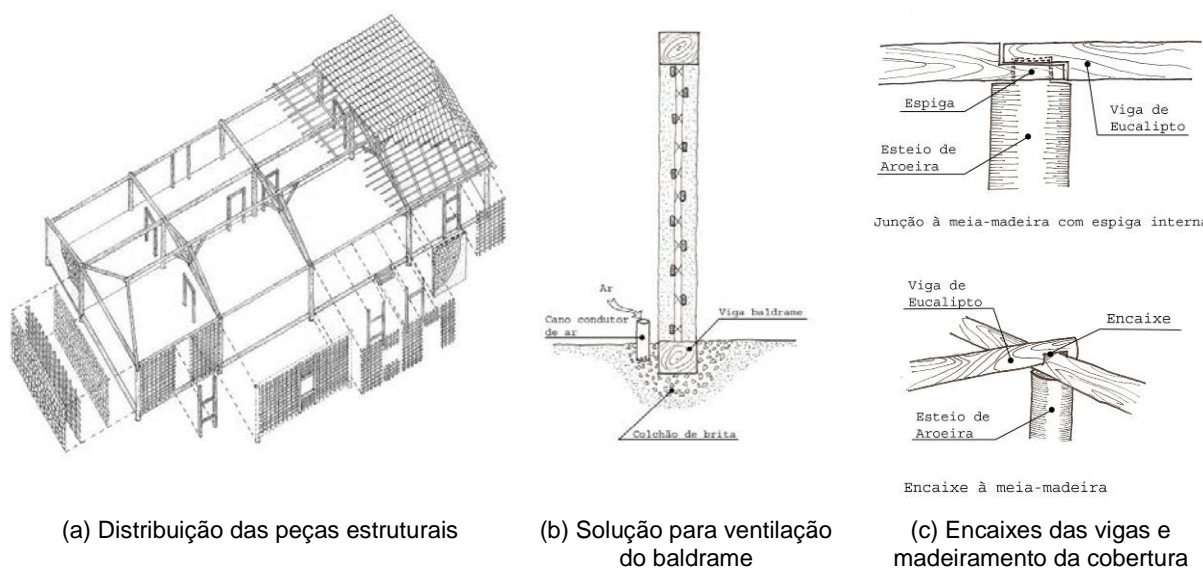 Ar
Cano condutor
de ar
Viga baldrame
Colchão de brita
Espiga
Viga de
Eucalipto
Esteio de
Aroeira
Junção à meia-madeira com espiga interna
Viga de
Eucalipto
Encaixe
Esteio de
Aroeira
Encaixe à meia-madeira
(a) Distribuição das peças estruturais
(b) Solução para ventilação
do baldrame
(c) Encaixes das vigas e
madeiramento da cobertura